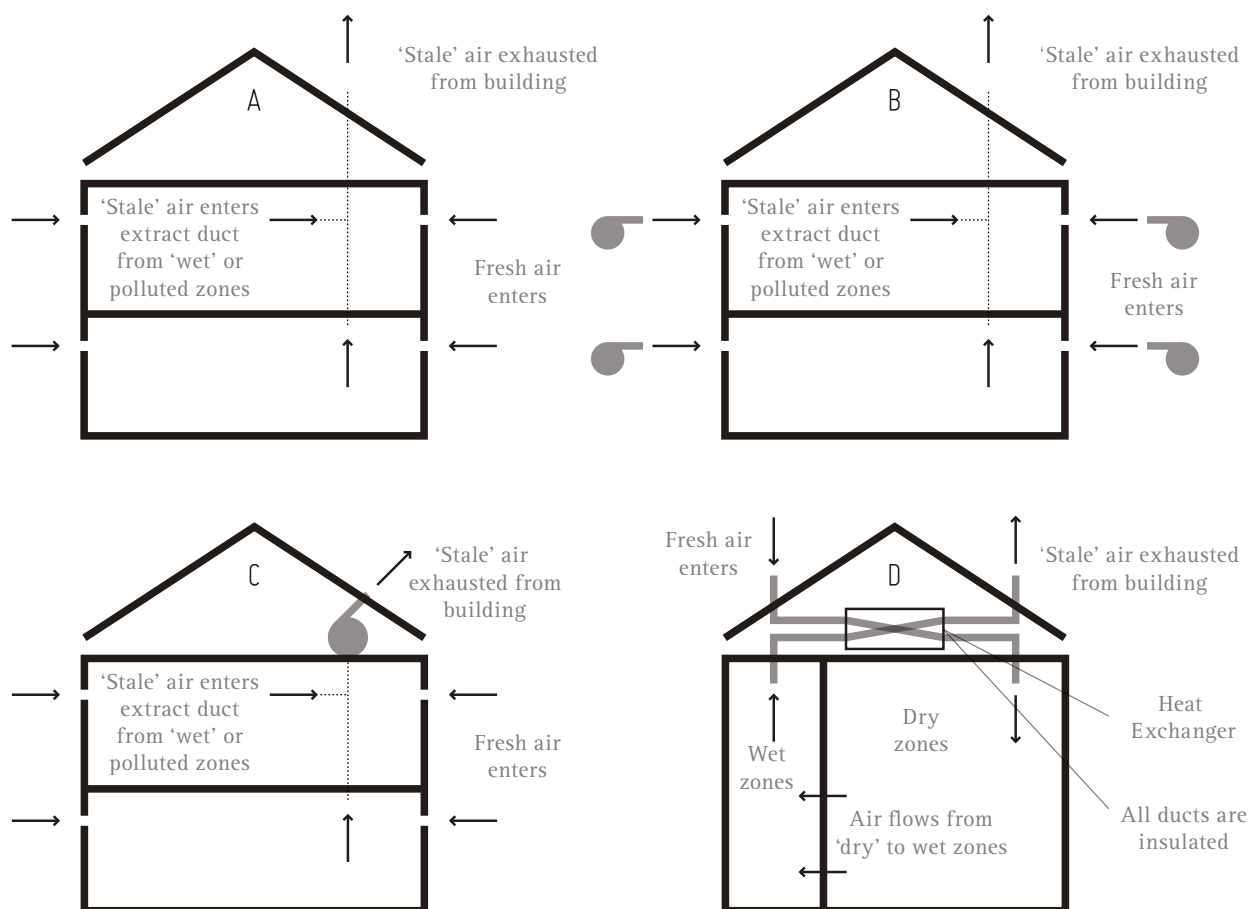 ‘Stale’ air exhausted
from building
A
‘Stale’ air enters
extract duct
from ‘wet’ or
polluted zones
Fresh air
enters
‘Stale’ air exhausted
from building
B
‘Stale’ air enters
extract duct
from ‘wet’ or
polluted zones
Fresh air
enters
C
‘Stale’ air
exhausted from
building
‘Stale’ air enters
extract duct
from ‘wet’ or
polluted zones
Fresh air
enters
Fresh air
enters
D
‘Stale’ air exhausted
from building
Wet
zones
Dry
zones
Heat
Exchanger
Air flows from
‘dry’ to wet zones
All ducts are
insulated